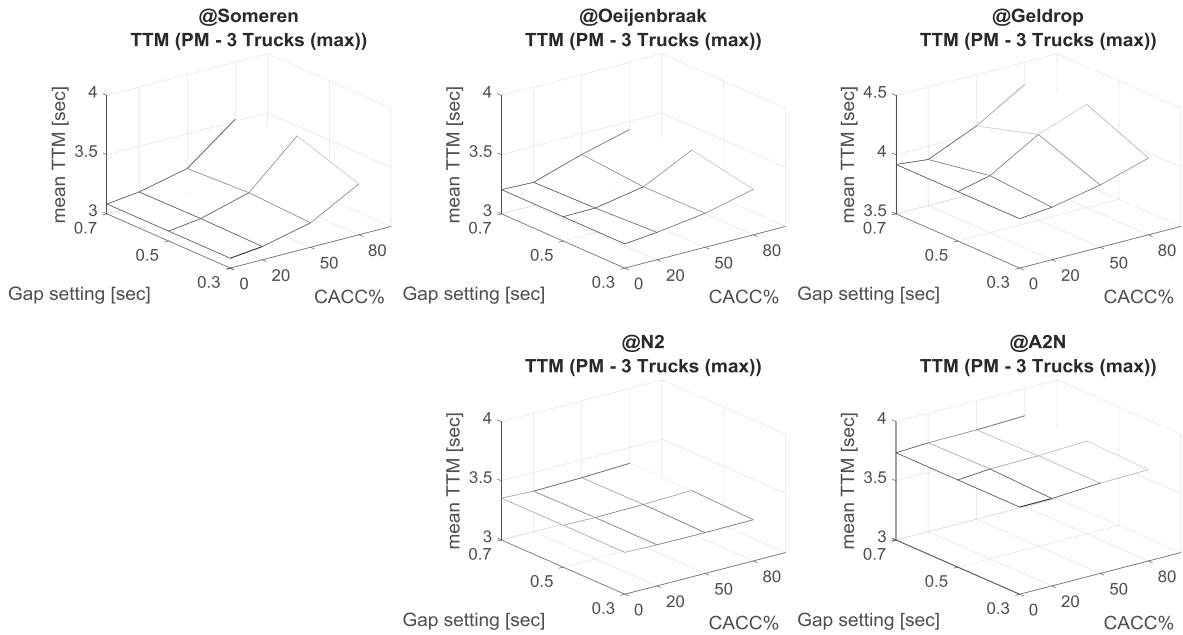 @Someren
TTM (PM - 3 Trucks (max))
4
3.5
3
mean TTM [sec]
0.7
0.5
0.3
Gap setting [sec]
0
20
50
80
CACC%
@Oeijenbraak
TTM (PM - 3 Trucks (max))
4
3.5
3
mean TTM [sec]
0.7
0.5
0.3
Gap setting [sec]
0
20
50
80
CACC%
@Geldrop
TTM (PM - 3 Trucks (max))
4.5
4
3.5
mean TTM [sec]
0.7
0.5
0.3
Gap setting [sec]
0
20
50
80
CACC%
@N2
TTM (PM - 3 Trucks (max))
4
3.5
3
mean TTM [sec]
0.7
0.5
0.3
Gap setting [sec]
0
20
50
80
CACC%
@A2N
TTM (PM - 3 Trucks (max))
4
3.5
3
mean TTM [sec]
0.7
0.5
0.3
Gap setting [sec]
0
20
50
80
CACC%